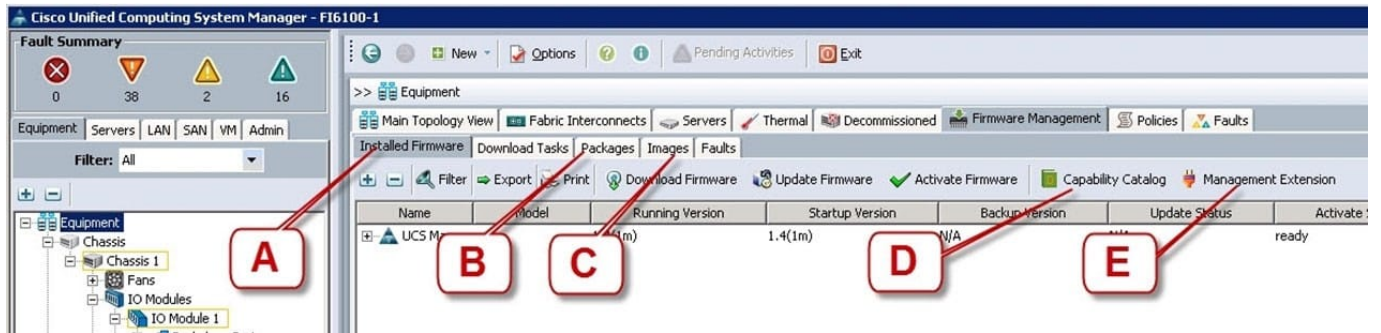 Cisco Unified Computing System Manager - FI6100-1
Fault Summary
0 38 2 16
New Options Pending Activities Exit
>> Equipment
Equipment Servers LAN SAN VM Admin
Filter: All
Main Topology View Fabric Interconnects Servers Thermal Decommissioned Firmware Management Policies Faults
Installed Firmware Download Tasks Packages Images Faults
Filter Export Print Download Firmware Update Firmware Activate Firmware Capability Catalog Management Extension
Name Model Running Version Startup Version Backup Version Update Status Activate
UCS 1.4(1m) N/A ready
A B C D E
Equipment
Chassis
Chassis 1
Fans
IO Modules
IO Module 1